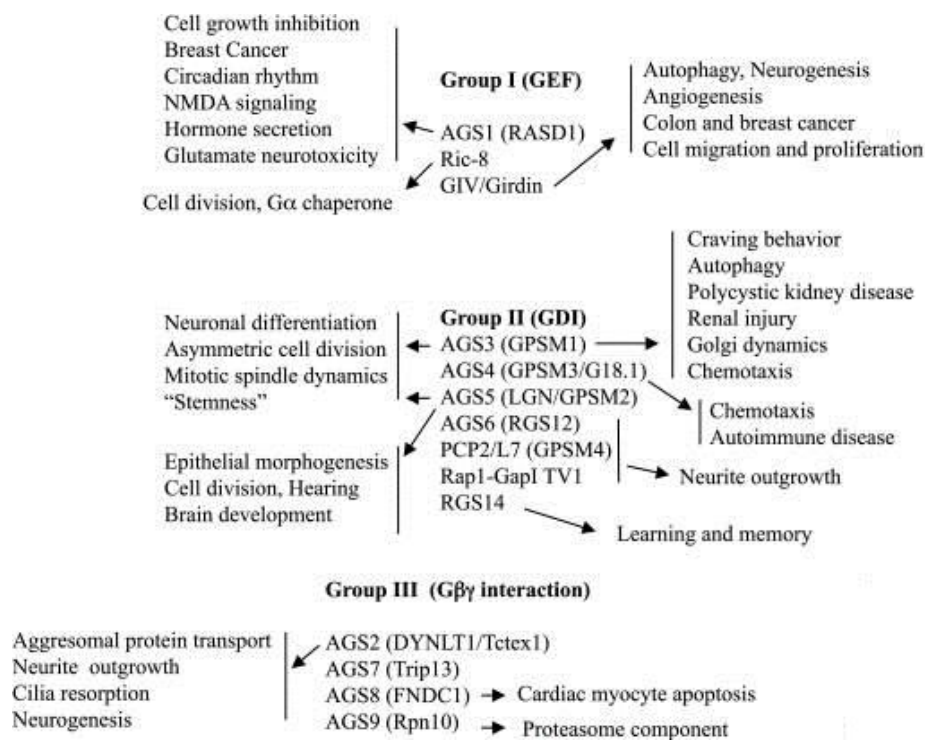 Cell growth inhibition
Breast Cancer
Circadian rhythm
NMDA signaling
Hormone secretion
Glutamate neurotoxicity
Cell division, Gα chaperone
Group I (GEF)
AGS1 (RASD1)
Ric-8
GIV/Girdin
Autophagy, Neurogenesis
Angiogenesis
Colon and breast cancer
Cell migration and proliferation
Neuronal differentiation
Asymmetric cell division
Mitotic spindle dynamics
“Stemness”
Epithelial morphogenesis
Cell division, Hearing
Brain development
Group II (GDI)
AGS3 (GPSM1)
AGS4 (GPSM3/G18.1)
AGS5 (LGN/GPSM2)
AGS6 (RGS12)
PCP2/L7 (GPSM4)
Rap1-GapI TV1
RGS14
Craving behavior
Autophagy
Polycystic kidney disease
Renal injury
Golgi dynamics
Chemotaxis
Chemotaxis
Autoimmune disease
Neurite outgrowth
Learning and memory
Group III (Gβγ interaction)
Aggresomal protein transport
Neurite outgrowth
Cilia resorption
Neurogenesis
AGS2 (DYNLT1/Tctex1)
AGS7 (Trip13)
AGS8 (FNDC1)
AGS9 (Rpn10)
Cardiac myocyte apoptosis
Proteasome component